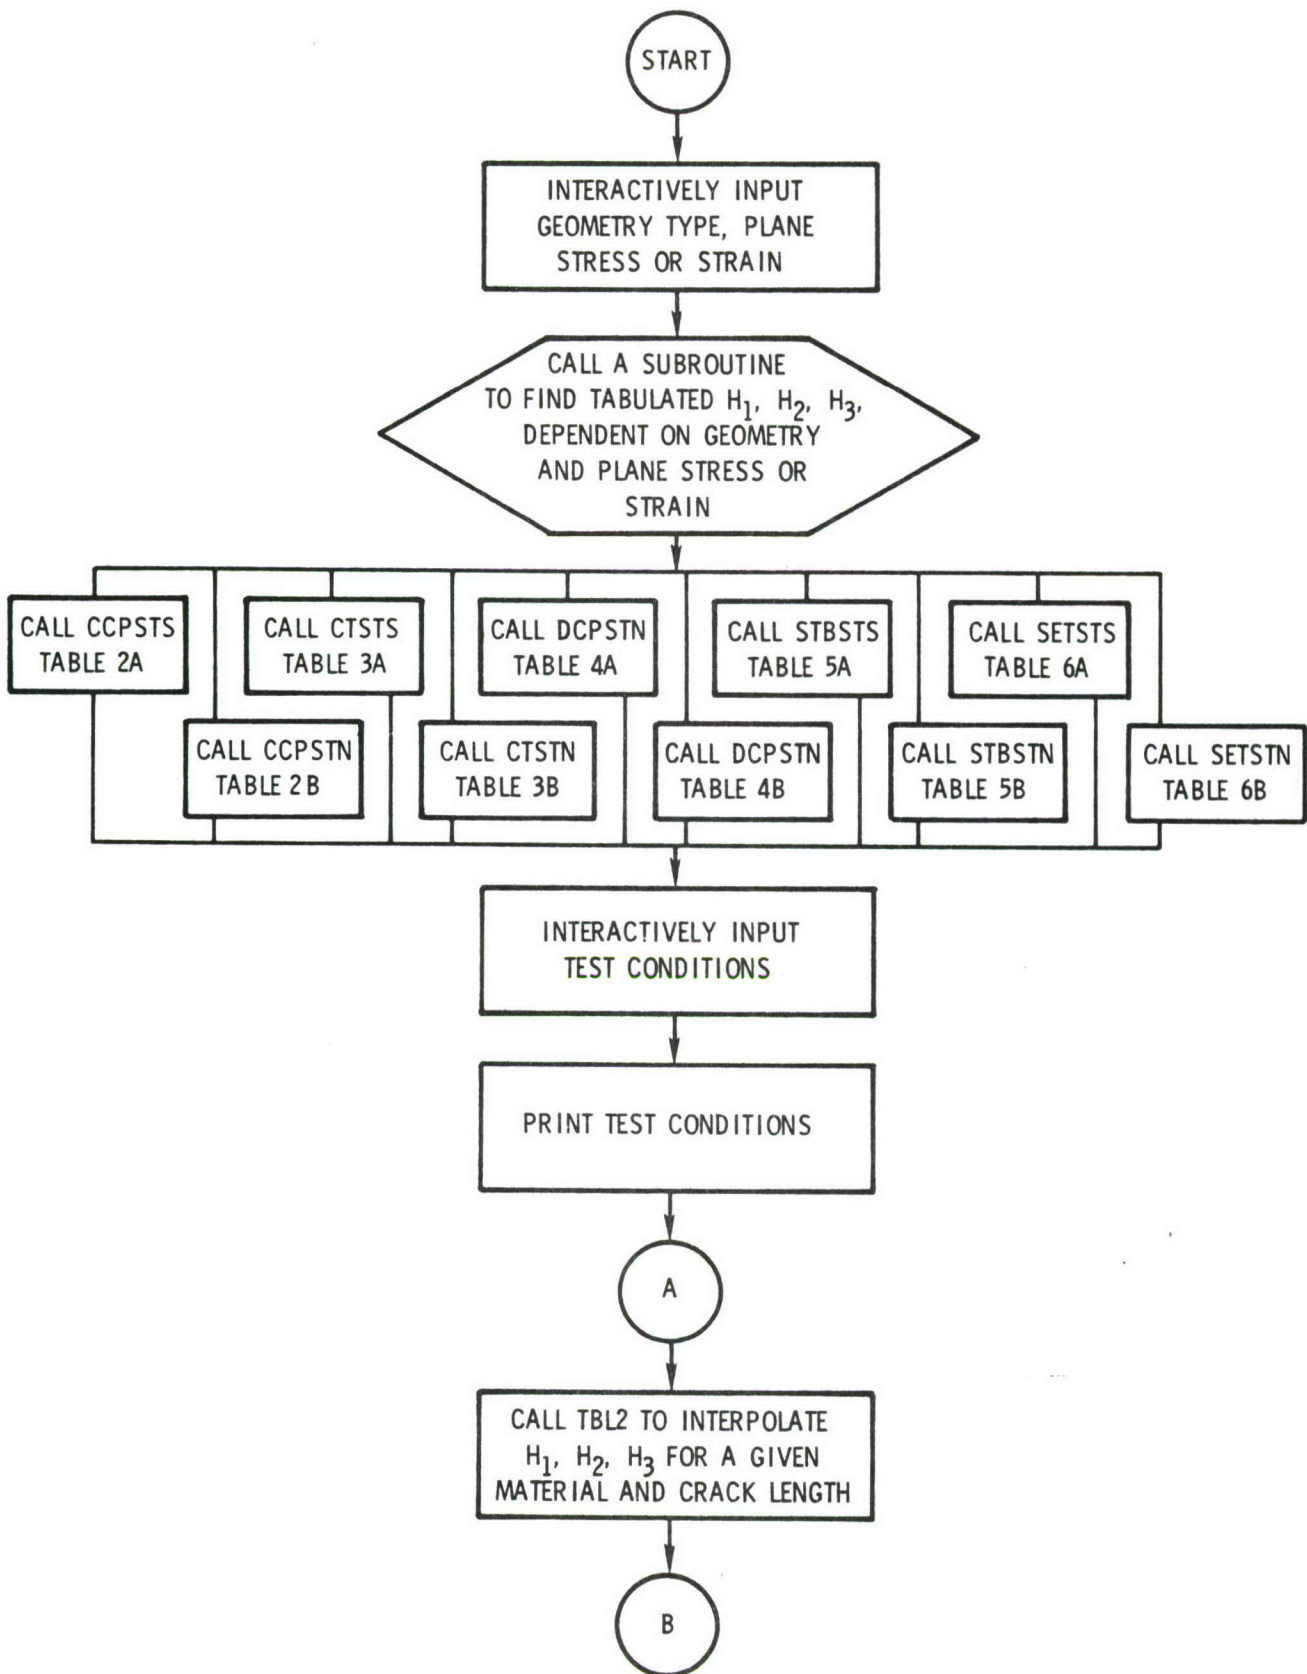 START
INTERACTIVELY INPUT
GEOMETRY TYPE, PLANE
STRESS OR STRAIN
CALL A SUBROUTINE
TO FIND TABULATED H1, H2, H3,
DEPENDENT ON GEOMETRY
AND PLANE STRESS OR
STRAIN
CALL CCPSTS
TABLE 2A
CALL CTSTS
TABLE 3A
CALL DCPSTN
TABLE 4A
CALL STBSTS
TABLE 5A
CALL SETSTS
TABLE 6A
CALL CCPSTN
TABLE 2B
CALL CTSTN
TABLE 3B
CALL DCPSTN
TABLE 4B
CALL STBSTN
TABLE 5B
CALL SETSTN
TABLE 6B
INTERACTIVELY INPUT
TEST CONDITIONS
PRINT TEST CONDITIONS
A
CALL TBL2 TO INTERPOLATE
H1, H2, H3 FOR A GIVEN
MATERIAL AND CRACK LENGTH
B